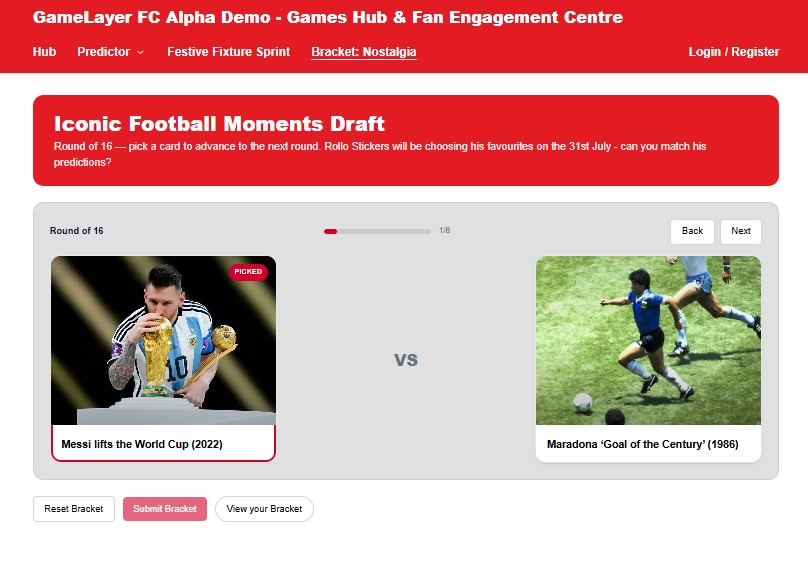 GameLayer FC Alpha Demo - Games Hub & Fan Engagement Centre
Hub Predictor Festive Fixture Sprint Bracket: Nostalgia Login / Register
Iconic Football Moments Draft
Round of 16 — pick a card to advance to the next round. Rollo Stickers will be choosing his favourites on the 31st July - can you match his
predictions?
Round of 16 1/8 Back Next
PICKED
10
VS
Messi lifts the World Cup (2022) Maradona ‘Goal of the Century’ (1986)
Reset Bracket Submit Bracket View your Bracket